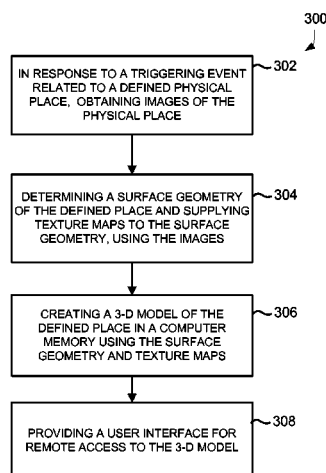 300
IN RESPONSE TO A TRIGGERING EVENT
RELATED TO A DEFINED PHYSICAL
PLACE, OBTAINING IMAGES OF THE
PHYSICAL PLACE
302
DETERMINING A SURFACE GEOMETRY
OF THE DEFINED PLACE AND SUPPLYING
TEXTURE MAPS TO THE SURFACE
GEOMETRY, USING THE IMAGES
304
CREATING A 3-D MODEL OF THE
DEFINED PLACE IN A COMPUTER
MEMORY USING THE SURFACE
GEOMETRY AND TEXTURE MAPS
306
PROVIDING A USER INTERFACE FOR
REMOTE ACCESS TO THE 3-D MODEL
308